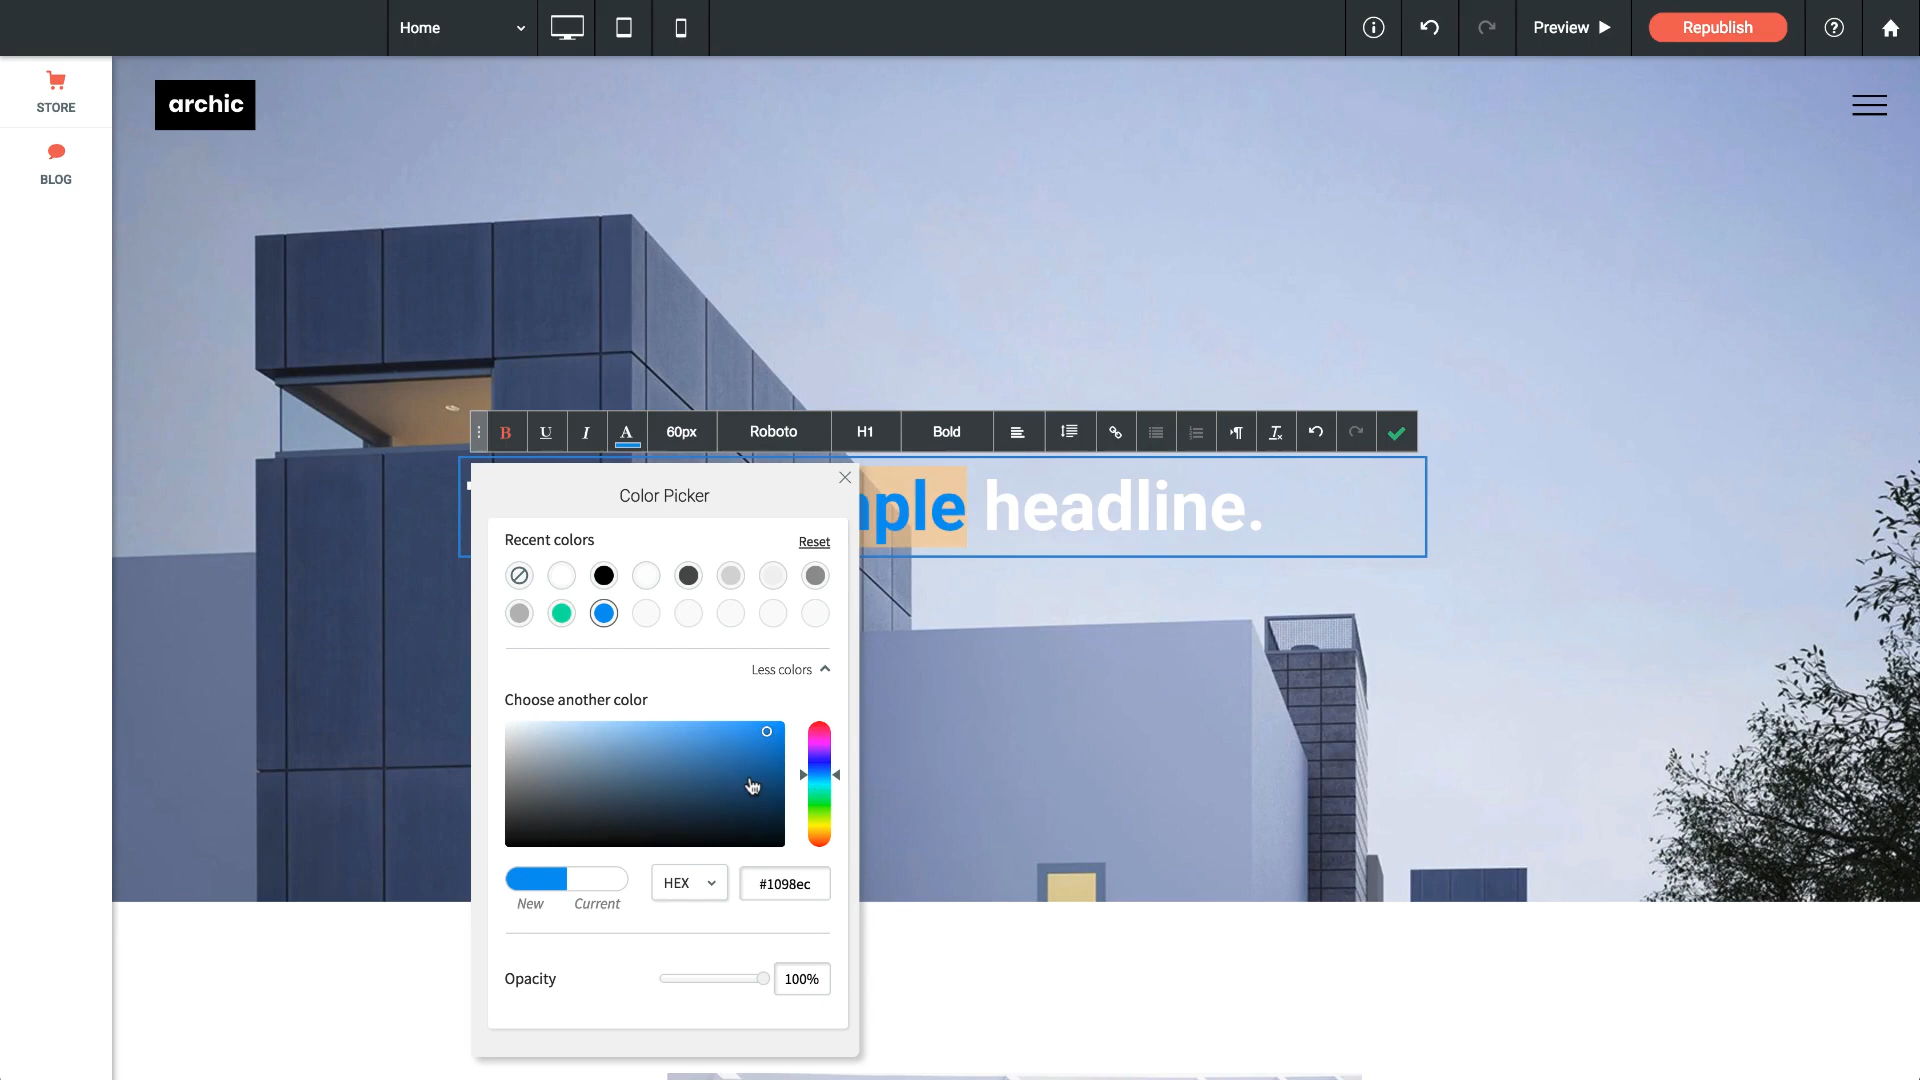 Home
Preview
Republish
STORE
BLOG
archic
B U I A 60px Roboto H1 Bold
headline.
Color Picker
Recent colors
Reset
Less colors
Choose another color
HEX
#1098ec
New
Current
Opacity
100%